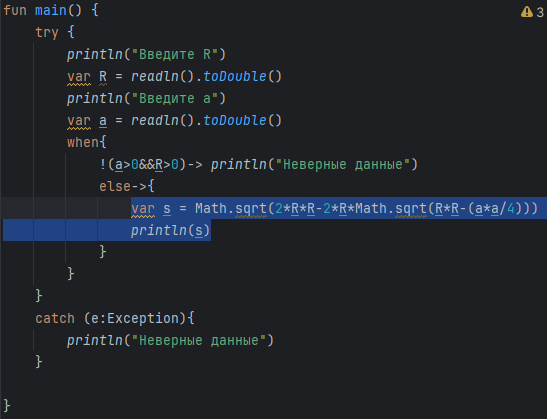 fun main() {
⚠ 3
try {
println("Введите R")
var R = readln().toDouble()
println("Введите a")
var a = readln().toDouble()
when{
!(a>0&&R>0)-> println("Неверные данные")
else->{
var s = Math.sqrt(2*R*R-2*R*Math.sqrt(R*R-(a*a/4)))
println(s)
}
}
}
catch (e:Exception){
println("Неверные данные")
}
}